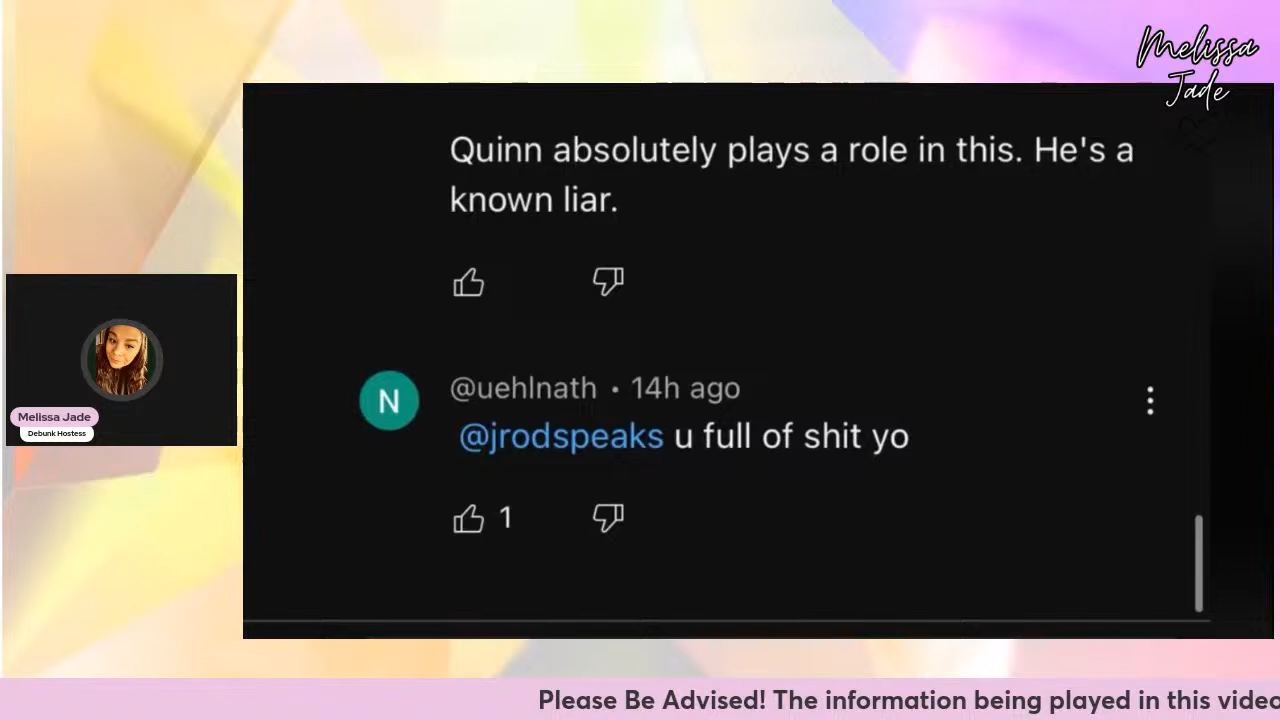 Melissa
Jade
Quinn absolutely plays a role in this. He's a
known liar.
N
@uehlnath • 14h ago
@jrodspeaks u full of shit yo
1
Melissa Jade
Debunk Hostess
Please Be Advised! The information being played in this video